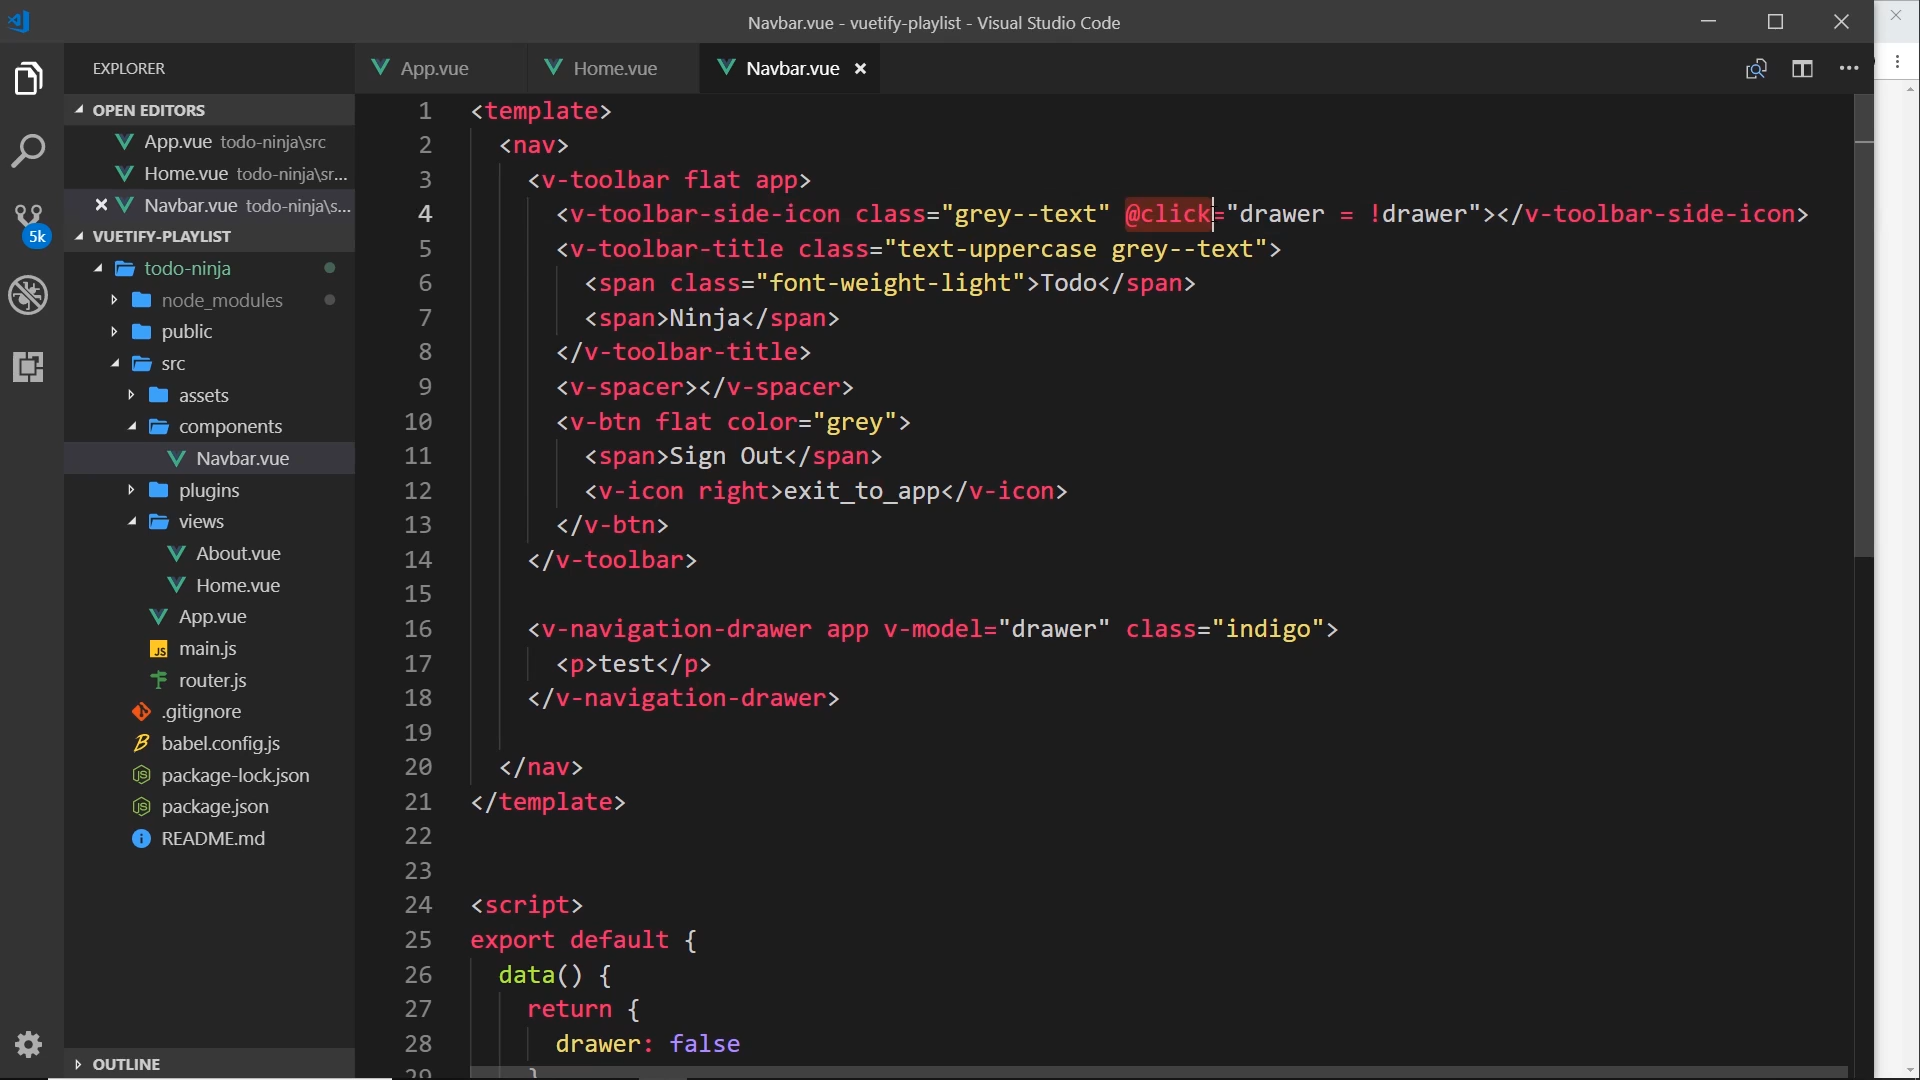 Navbar.vue - vuetify-playlist - Visual Studio Code
EXPLORER
OPEN EDITORS
App.vue todo-ninja\src
Home.vue todo-ninja\sr...
Navbar.vue todo-ninja\s...
5k
VUETIFY-PLAYLIST
todo-ninja
node_modules
public
src
assets
components
Navbar.vue
plugins
views
About.vue
Home.vue
App.vue
JS main.js
router.js
.gitignore
babel.config.js
package-lock.json
package.json
README.md
OUTLINE
App.vue
Home.vue
Navbar.vue
1 <template>
2 <nav>
3 <v-toolbar flat app>
4 <v-toolbar-side-icon class="grey--text" @click="drawer = !drawer"></v-toolbar-side-icon>
5 <v-toolbar-title class="text-uppercase grey--text">
6 <span class="font-weight-light">Todo</span>
7 <span>Ninja</span>
8 </v-toolbar-title>
9 <v-spacer></v-spacer>
10 <v-btn flat color="grey">
11 <span>Sign Out</span>
12 <v-icon right>exit_to_app</v-icon>
13 </v-btn>
14 </v-toolbar>
15
16 <v-navigation-drawer app v-model="drawer" class="indigo">
17 <p>test</p>
18 </v-navigation-drawer>
19
20 </nav>
21 </template>
22
23
24 <script>
25 export default {
26 data() {
27 return {
28 drawer: false
29 }